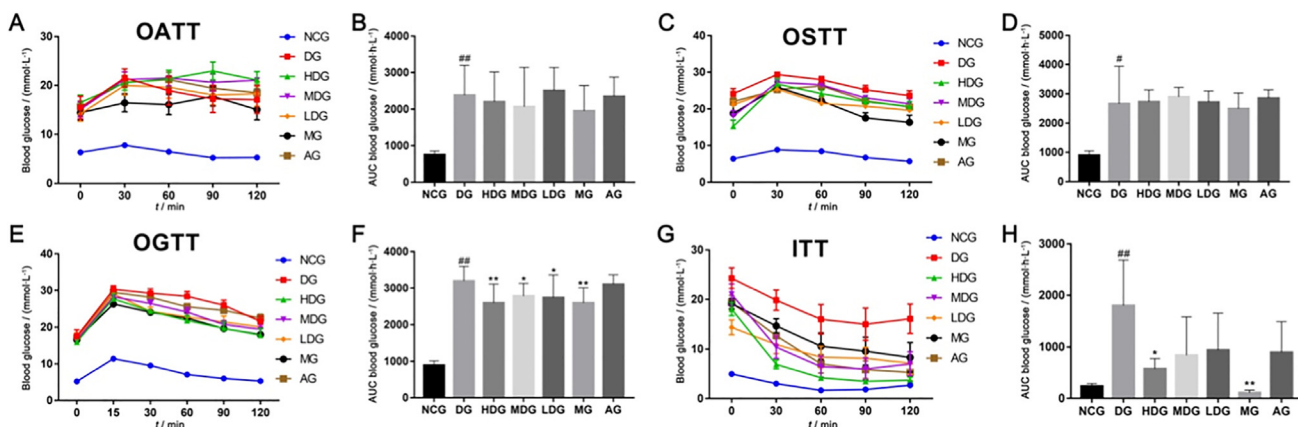 A
OATT
Blood glucose / (mmol·L⁻¹)
30
20
10
0
0 30 60 90 120
t / min
NCG
DG
HDG
MDG
LDG
MG
AG
B
AUC blood glucose / (mmol·h·L⁻¹)
4000
3000
2000
1000
0
##
NCG DG HDG MDG LDG MG AG
C
OSTT
Blood glucose / (mmol·L⁻¹)
40
30
20
10
0
0 30 60 90 120
t / min
NCG
DG
HDG
MDG
LDG
MG
AG
D
AUC blood glucose / (mmol·h·L⁻¹)
5000
4000
3000
2000
1000
0
#
NCG DG HDG MDG LDG MG AG
E
OGTT
Blood glucose / (mmol·L⁻¹)
40
30
20
10
0
0 15 30 60 90 120
t / min
NCG
DG
HDG
MDG
LDG
MG
AG
F
AUC blood glucose / (mmol·h·L⁻¹)
4000
3000
2000
1000
0
## ** * * **
NCG DG HDG MDG LDG MG AG
G
ITT
Blood glucose / (mmol·L⁻¹)
30
20
10
0
0 30 60 90 120
t / min
NCG
DG
HDG
MDG
LDG
MG
AG
H
AUC blood glucose / (mmol·h·L⁻¹)
3000
2000
1000
0
## * **
NCG DG HDG MDG LDG MG AG